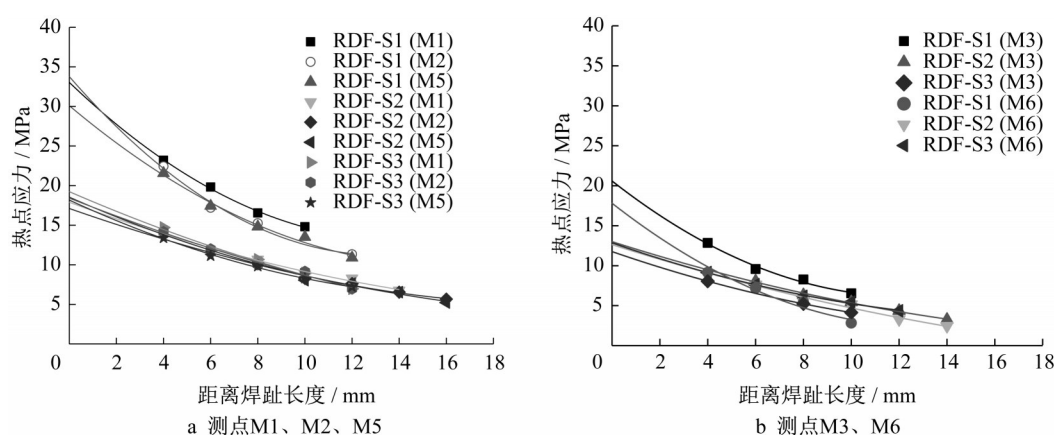 40
35
30
25
20
15
10
5
0
2
4
6
8
10
12
14
16
18
热点应力 / MPa
距离焊趾长度 / mm
RDF-S1 (M1)
RDF-S1 (M2)
RDF-S1 (M5)
RDF-S2 (M1)
RDF-S2 (M2)
RDF-S2 (M5)
RDF-S3 (M1)
RDF-S3 (M2)
RDF-S3 (M5)
a 测点M1、M2、M5
40
35
30
25
20
15
10
5
0
2
4
6
8
10
12
14
16
18
热点应力 / MPa
距离焊趾长度 / mm
RDF-S1 (M3)
RDF-S2 (M3)
RDF-S3 (M3)
RDF-S1 (M6)
RDF-S2 (M6)
RDF-S3 (M6)
b 测点M3、M6